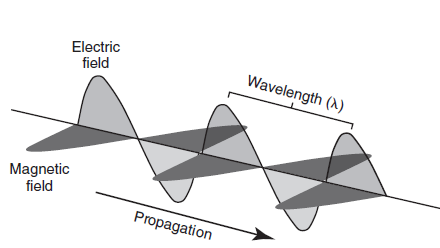 Electric
field
Wavelength (λ)
Magnetic
field
Propagation